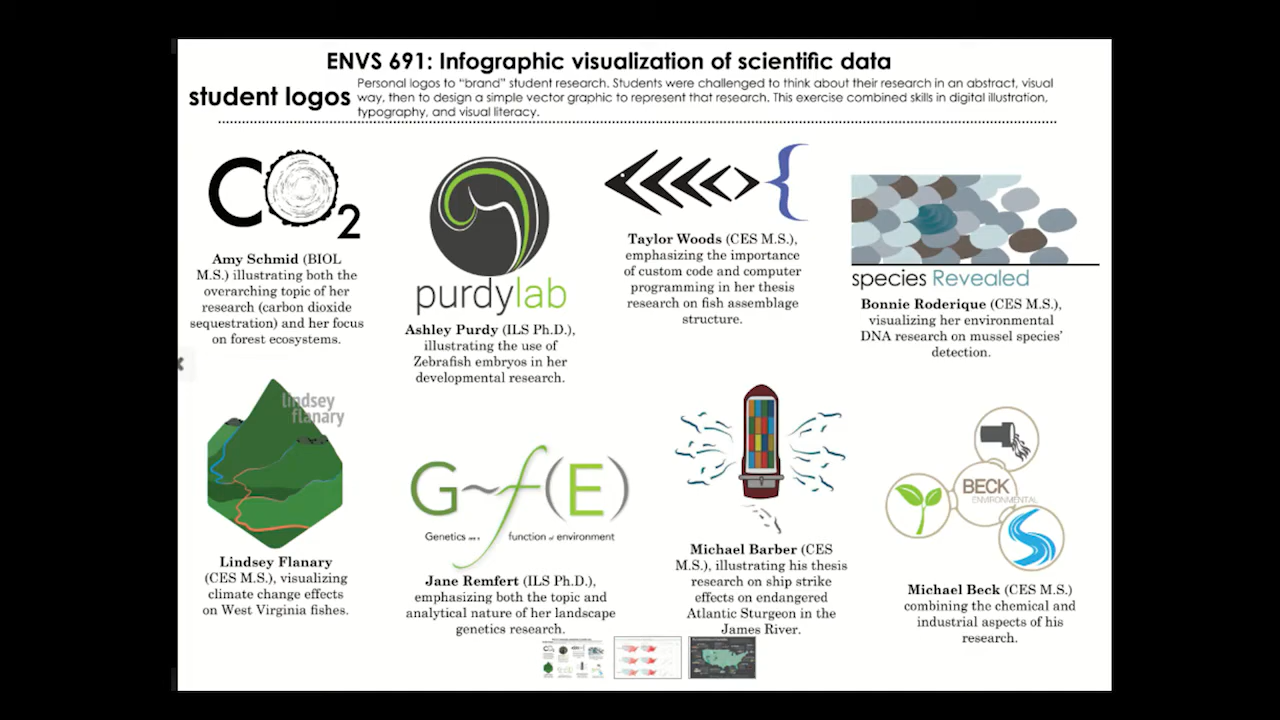 ENVS 691: Infographic visualization of scientific data
student logos
Personal logos to “brand” student research. Students were challenged to think about their research in an abstract, visual
way, then to design a simple vector graphic to represent that research. This exercise combined skills in digital illustration,
typography, and visual literacy.
CO2
Amy Schmid (BIOL
M.S.) illustrating both the
overarching topic of her
research (carbon dioxide
sequestration) and her focus
on forest ecosystems.
purdylab
Ashley Purdy (ILS Ph.D.),
illustrating the use of
Zebrafish embryos in her
developmental research.
Taylor Woods (CES M.S.),
emphasizing the importance
of custom code and computer
programming in her thesis
research on fish assemblage
structure.
species Revealed
Bonnie Roderique (CES M.S.),
visualizing her environmental
DNA research on mussel species’
detection.
lindsey
flanary
Lindsey Flanary
(CES M.S.), visualizing
climate change effects
on West Virginia fishes.
G~f(E)
Genetics function of environment
Jane Remfert (ILS Ph.D.),
emphasizing both the topic and
analytical nature of her landscape
genetics research.
Michael Barber (CES
M.S.), illustrating his thesis
research on ship strike
effects on endangered
Atlantic Sturgeon in the
James River.
BECK
ENVIRONMENTAL
Michael Beck (CES M.S.)
combining the chemical and
industrial aspects of his
research.